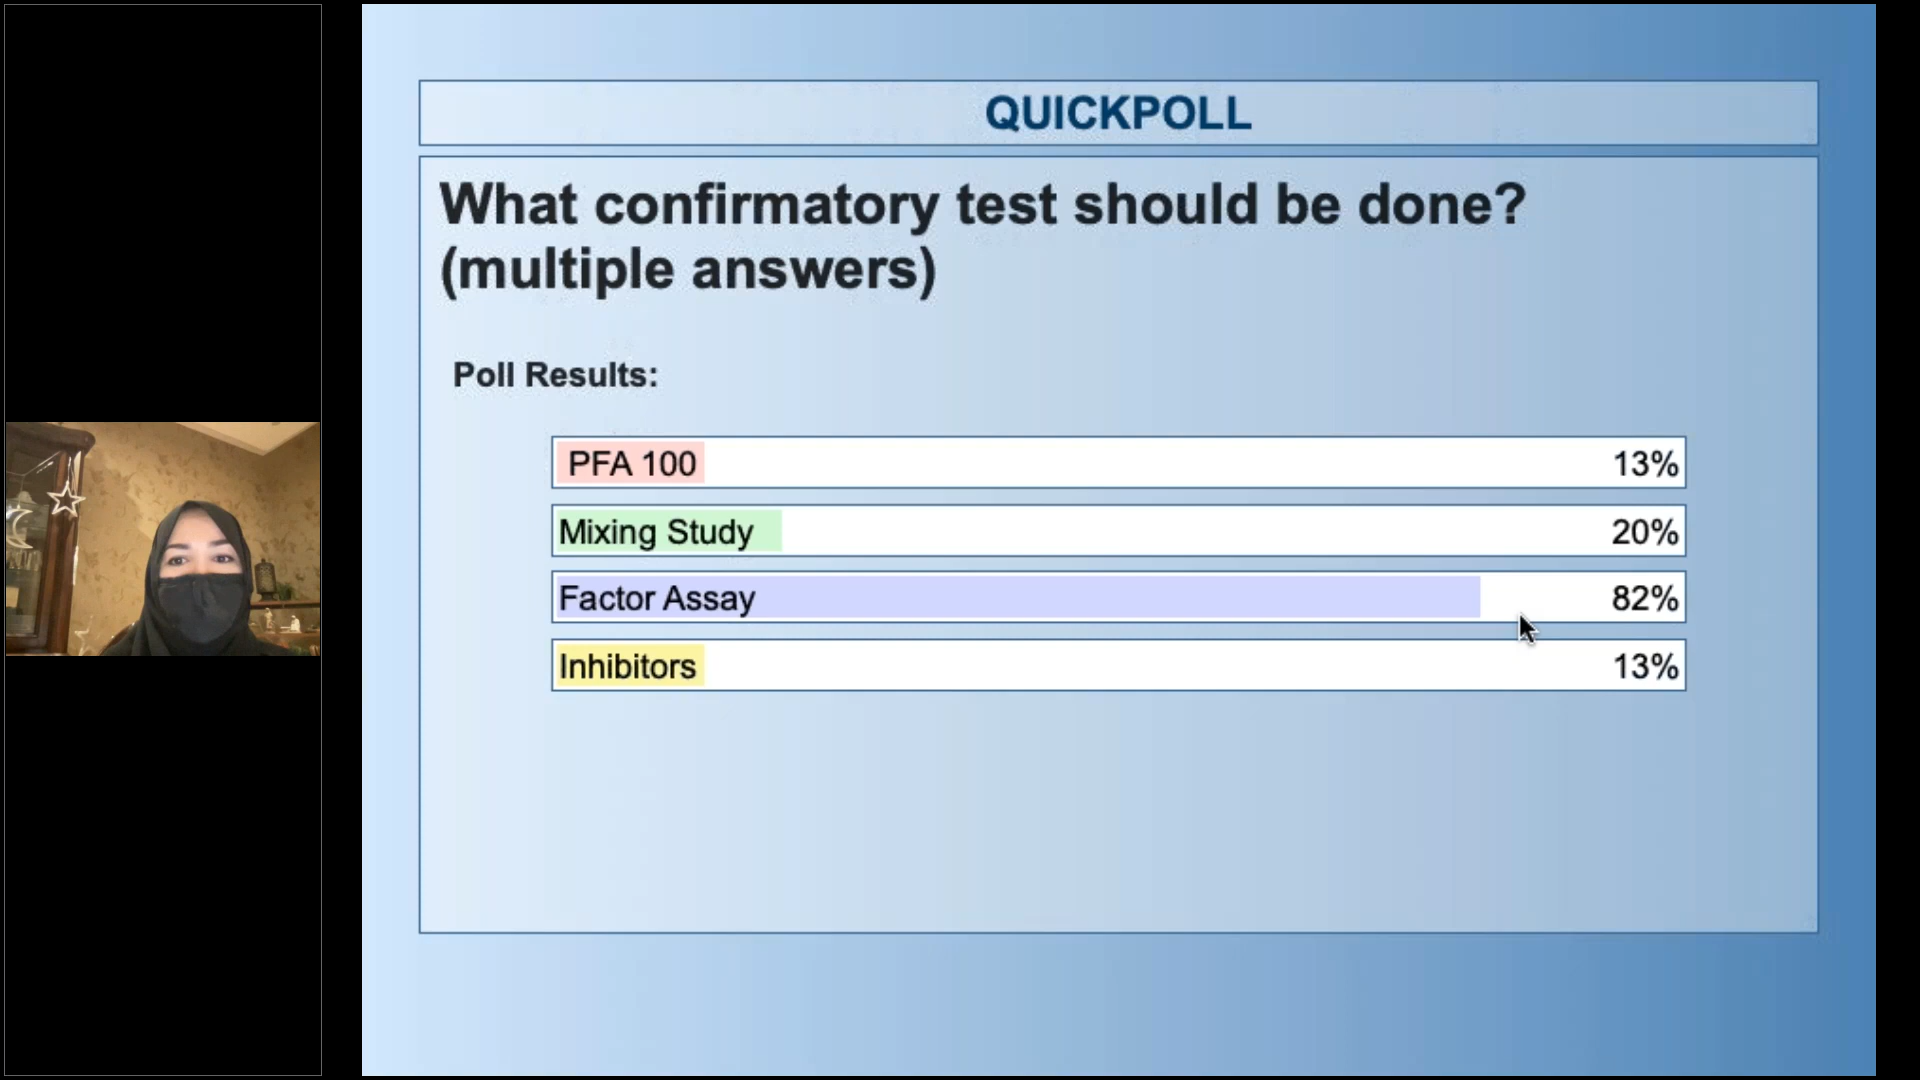 QUICKPOLL
What confirmatory test should be done?
(multiple answers)
Poll Results:
PFA 100 13%
Mixing Study 20%
Factor Assay 82%
Inhibitors 13%